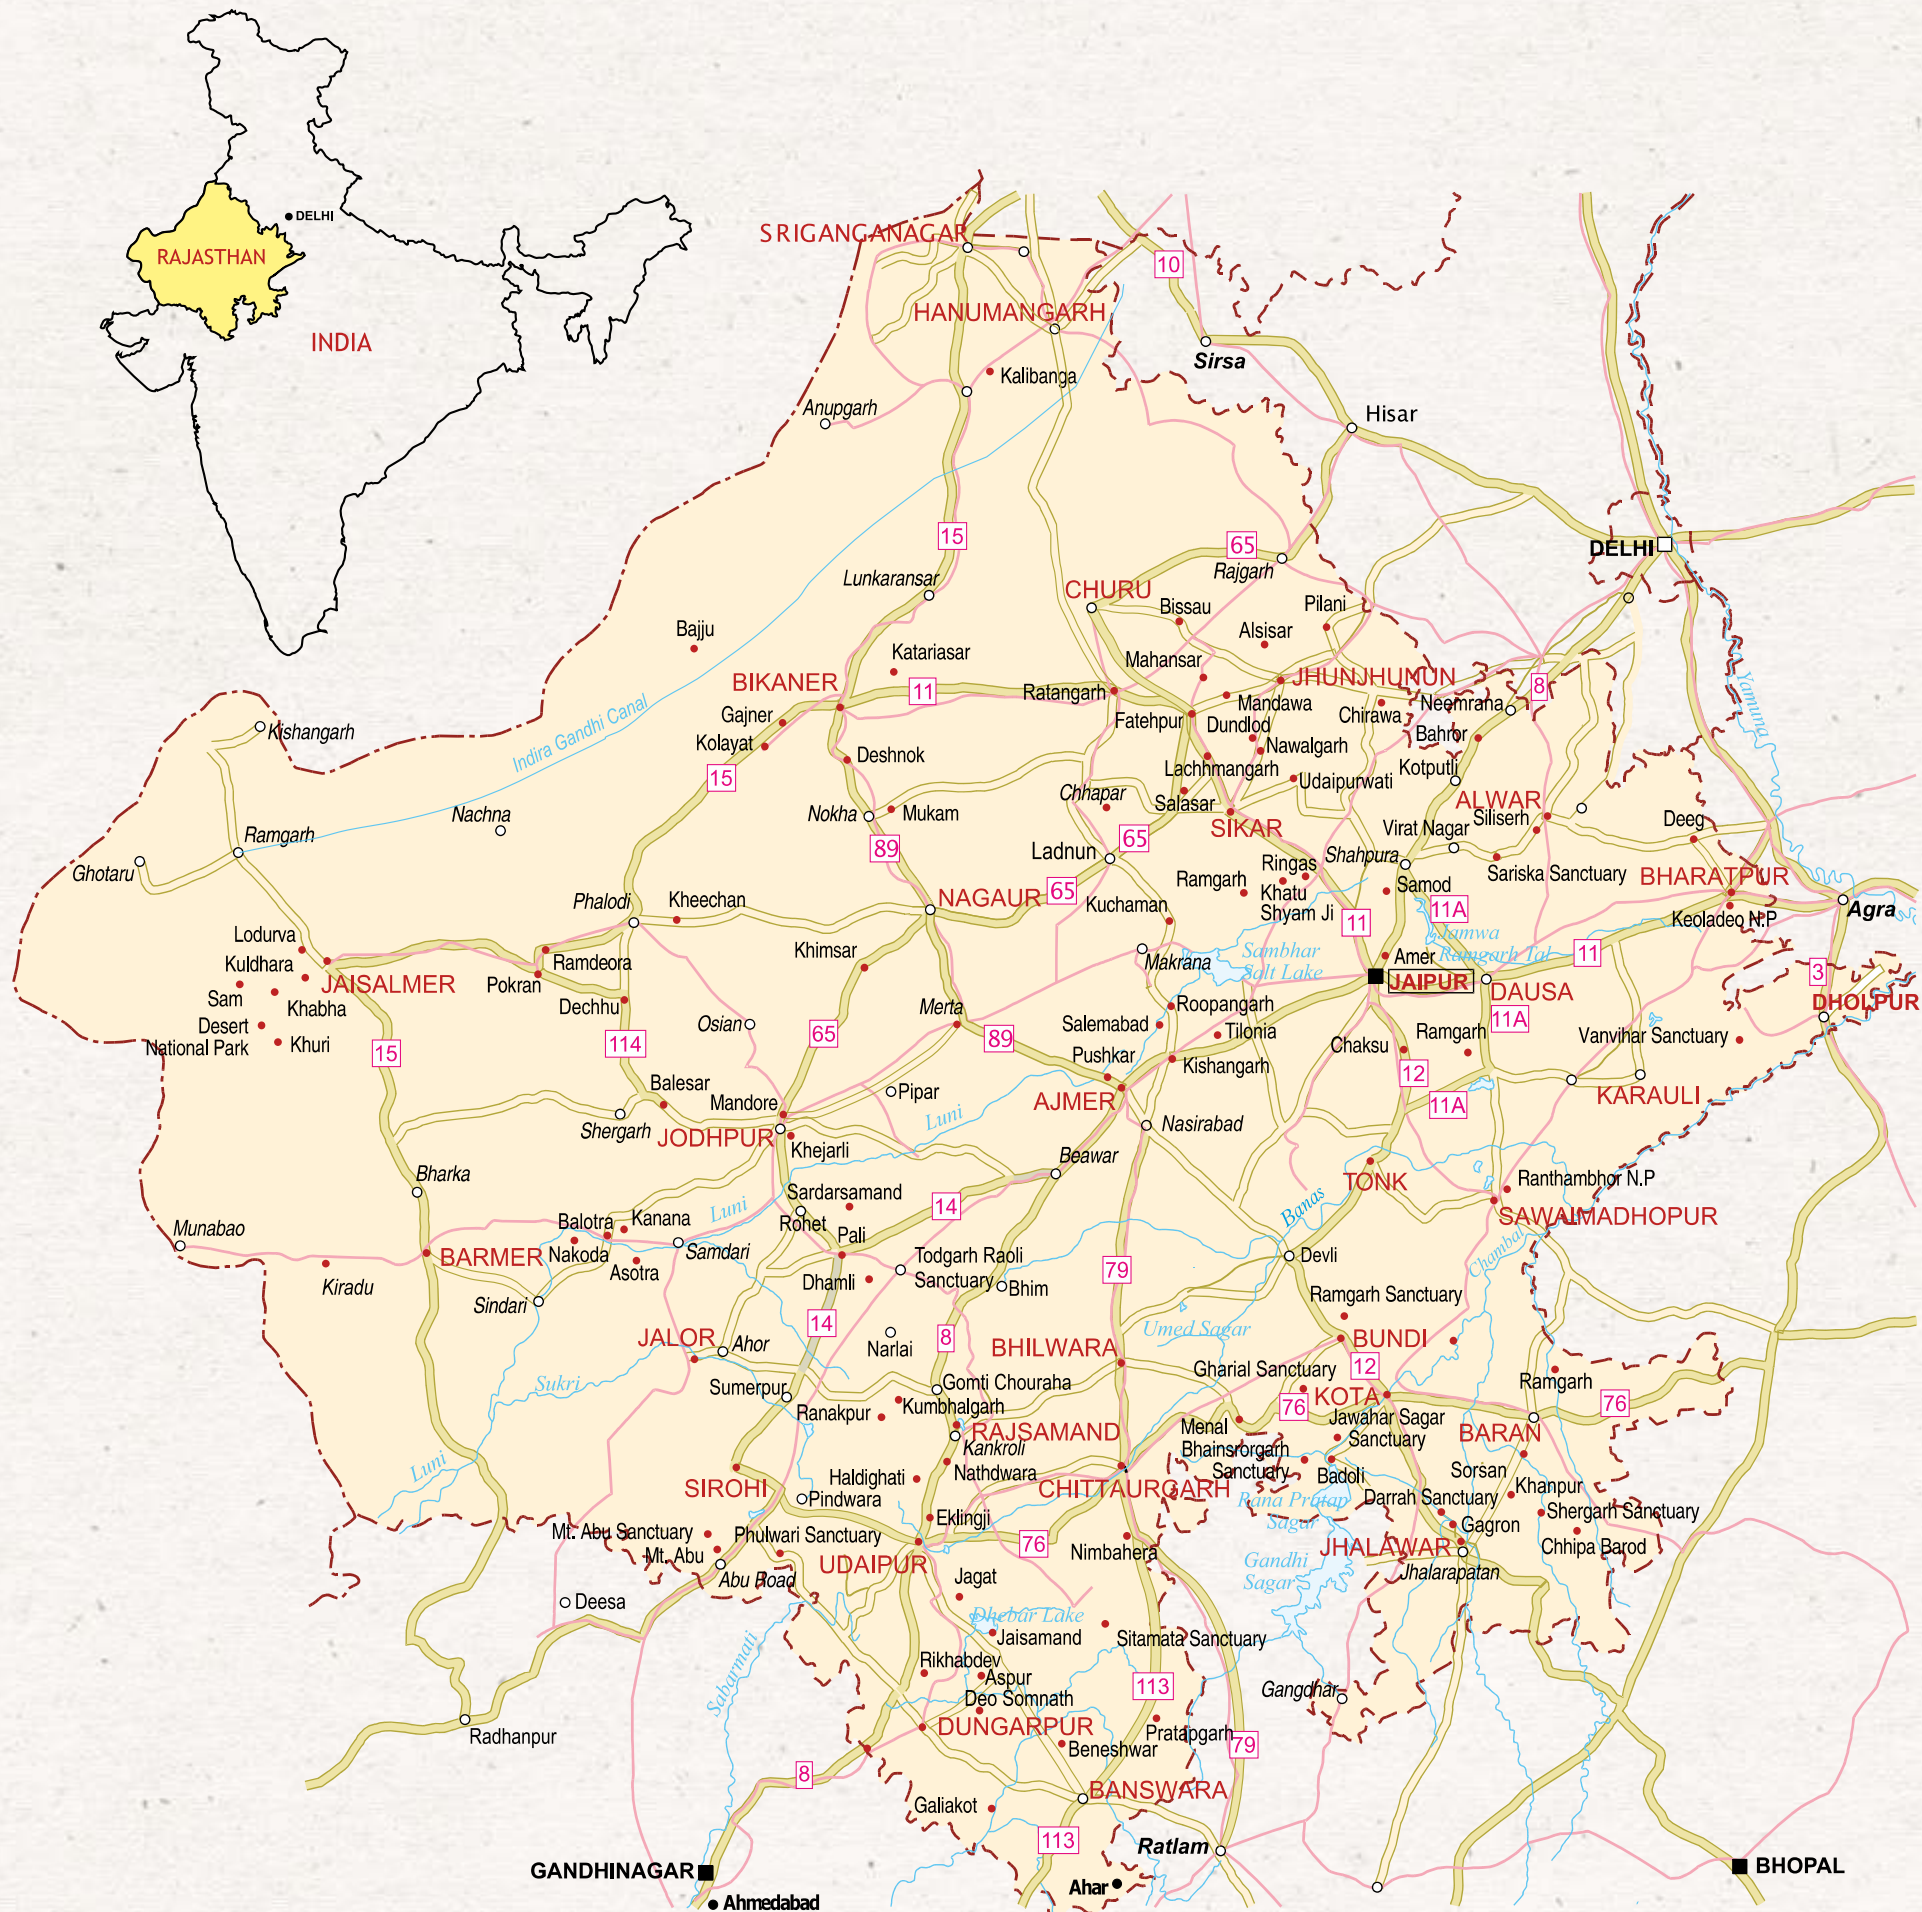 DELHI
RAJASTHAN
INDIA
SRIGANGANAGAR
10
HANUMANGARH
Sirsa
Kalibanga
Anupgarh
Hisar
15
65
DELHI
Lunkaransar
Rajgarh
CHURU
Bissau
Pilani
Bajju
Alsisar
Katariasar
Mahansar
BIKANER
11
Ratangarh
JHUNJHUNUN
8
Gajner
Fatehpur
Mandawa
Chirawa
Neemrana
Yamuna
Kishangarh
Indira Gandhi Canal
Kolayat
Dundlod
Nawalgarh
Bahror
Deshnok
15
Lachhmangarh
Udaipurwati
Kotputli
Chhapar
Salasar
ALWAR
Nachna
Nokha
Mukam
SIKAR
Siliserh
Deeg
Ramgarh
65
Virat Nagar
89
Ladnun
Ringas
Shahpura
Ghotaru
Ramgarh
Khatu
Shyam Ji
Samod
Sariska Sanctuary
BHARATPUR
Phalodi
Kheechan
NAGAUR
65
Kuchaman
11A
Agra
11
Keoladeo N.P
Lodurva
Khimsar
Jamwa
Ramgarh Tal
Kuldhara
Ramdeora
Makrana
Sambhar
Salt Lake
Amer
11
JAISALMER
Pokran
JAIPUR
DAUSA
3
Sam
Khabha
Dechhu
Merta
Roopangarh
DHOLPUR
Desert
National Park
Khuri
Osian
65
Salemabad
Tilonia
11A
Ramgarh
Vanvihar Sanctuary
15
114
89
Pushkar
Kishangarh
Chaksu
12
Balesar
Mandore
Pipar
AJMER
11A
KARAULI
Shergarh
JODHPUR
Luni
Nasirabad
Khejarli
Beawar
Bharka
TONK
Ranthambhor N.P
Sardarsamand
Luni
Rohet
14
Banas
SAWAIMADHOPUR
Munabao
Balotra
Kanana
Pali
BARMER
Nakoda
Samdari
Todgarh Raoli
Sanctuary
Devli
Chambal
Kiradu
Asotra
Dhamli
Bhim
79
Sindari
Ramgarh Sanctuary
14
JALOR
Ahor
Narlai
8
Umed Sagar
BUNDI
BHILWARA
Gharial Sanctuary
12
Sukri
Sumerpur
Gomti Chouraha
KOTA
Ramgarh
76
Ranakpur
Kumbhalgarh
76
RAJSAMAND
Menal
Jawahar Sagar
Sanctuary
BARAN
Kankroli
Bhainsrorgarh
Sanctuary
Luni
Haldighati
Nathdwara
Badoli
Sorsan
SIROHI
Pindwara
CHITTAURGARH
Khanpur
Rana Pratap
Sagar
Darrah Sanctuary
Shergarh Sanctuary
Eklingji
Gagron
Mt. Abu Sanctuary
Phulwari Sanctuary
76
Nimbahera
JHALAWAR
Chhipa Barod
Mt. Abu
UDAIPUR
Gandhi
Sagar
Jhalarapatan
Abu Road
Jagat
Deesa
Dhebar Lake
Jaisamand
Sitamata Sanctuary
Sabarmati
Rikhabdev
Aspur
113
Gangdhar
Deo Somnath
DUNGARPUR
Pratapgarh
Radhanpur
Beneshwar
79
8
BANSWARA
Galiakot
113
Ratlam
GANDHINAGAR
BHOPAL
Ahar
Ahmedabad